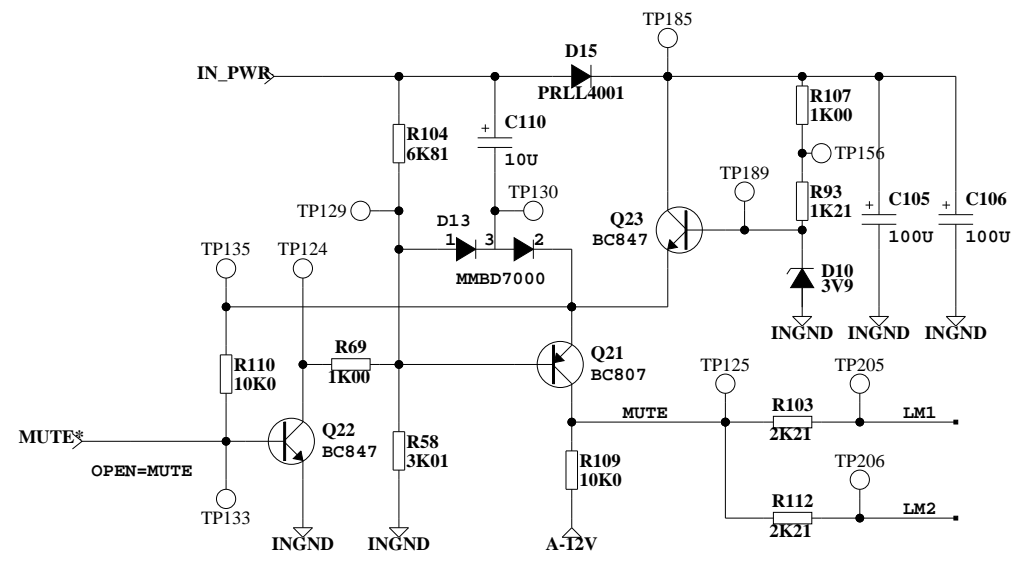 TP185
D15
IN_PWR
PRLL4001
R107
1K00
C110
+
10U
R104
6K81
TP156
TP189
TP129
TP130
R93
1K21
C105
+
100U
C106
+
100U
D13
1
3
2
MMBD7000
Q23
BC847
TP135
TP124
D10
3V9
INGND
INGND
INGND
R69
1K00
Q21
BC807
R110
10K0
TP125
TP205
MUTE
R103
2K21
LM1
MUTE*
Q22
BC847
R58
3K01
OPEN=MUTE
R109
10K0
TP206
TP133
R112
2K21
LM2
INGND
INGND
A-12V